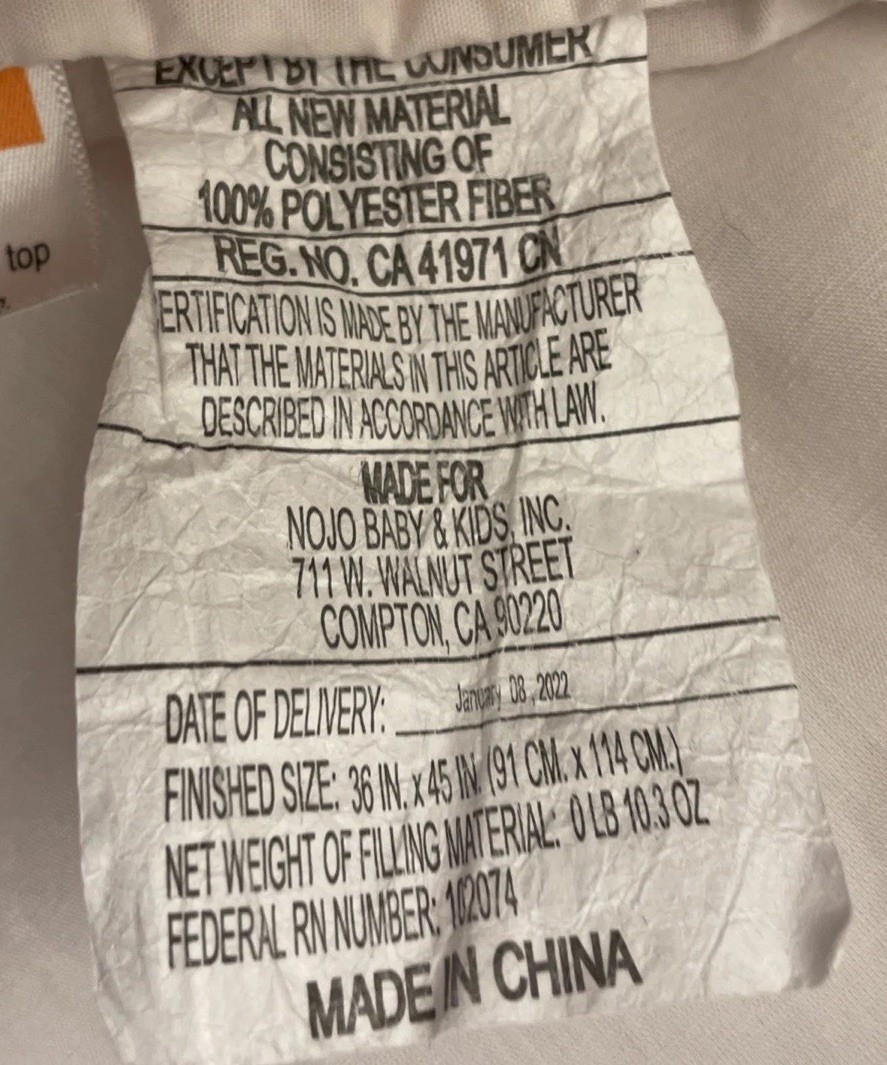 EXCEPT BY THE CONSUMER
ALL NEW MATERIAL
CONSISTING OF
100% POLYESTER FIBER
REG. NO. CA 41971 CN
ERTIFICATION IS MADE BY THE MANUFACTURER
THAT THE MATERIALS IN THIS ARTICLE ARE
DESCRIBED IN ACCORDANCE WITH LAW.
MADE FOR
NOJO BABY & KIDS, INC.
711 W. WALNUT STREET
COMPTON, CA 90220
DATE OF DELIVERY: January 08, 2022
FINISHED SIZE: 36 IN. x 45 IN. (91 CM. x 114 CM.)
NET WEIGHT OF FILLING MATERIAL: 0 LB 10.3 OZ
FEDERAL RN NUMBER: 102074
MADE IN CHINA
top